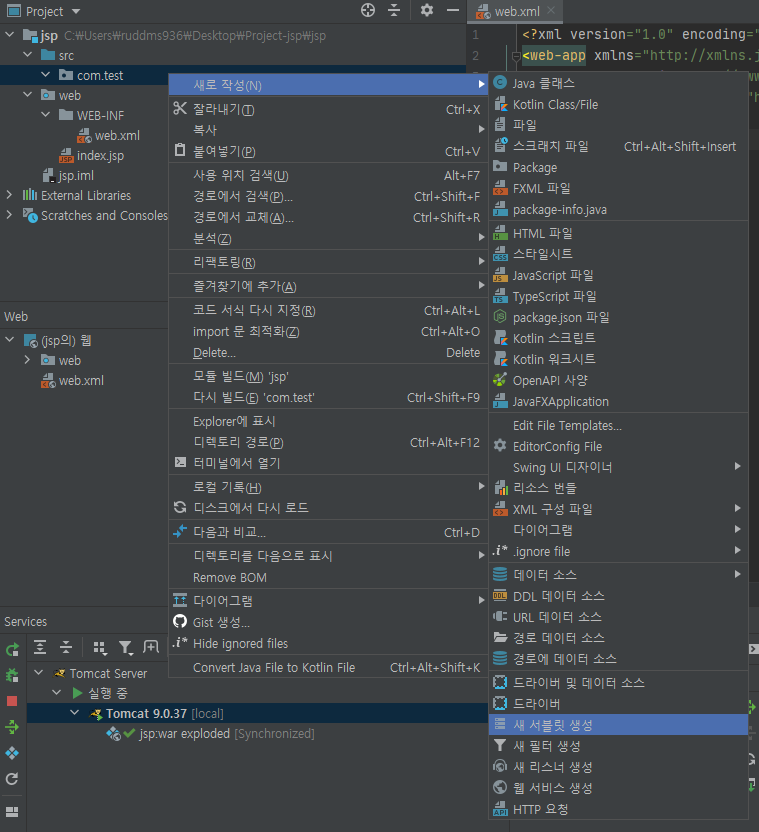 Project
jsp C:₩Users₩ruddms936₩Desktop₩Project-jsp₩jsp
src
com.test
web
WEB-INF
web.xml
index.jsp
jsp.iml
External Libraries
Scratches and Consoles
web.xml
1 <?xml version="1.0" encoding=
2 <web-app xmlns="http://xmlns.j
새로 작성(N)
잘라내기(T) Ctrl+X
복사
붙여넣기(P) Ctrl+V
사용 위치 검색(U) Alt+F7
경로에서 검색(P)... Ctrl+Shift+F
경로에서 교체(A)... Ctrl+Shift+R
분석(Z)
리팩토링(R)
즐겨찾기에 추가(A)
코드 서식 다시 지정(R) Ctrl+Alt+L
import 문 최적화(Z) Ctrl+Alt+O
Delete... Delete
모듈 빌드(M) 'jsp'
다시 빌드(E) 'com.test' Ctrl+Shift+F9
Explorer에 표시
디렉토리 경로(P) Ctrl+Alt+F12
터미널에서 열기
로컬 기록(H)
디스크에서 다시 로드
다음과 비교... Ctrl+D
디렉토리를 다음으로 표시
Remove BOM
다이어그램
Gist 생성...
Hide ignored files
Convert Java File to Kotlin File Ctrl+Alt+Shift+K
Java 클래스
Kotlin Class/File
파일
스크래치 파일 Ctrl+Alt+Shift+Insert
Package
FXML 파일
package-info.java
HTML 파일
스타일시트
JavaScript 파일
TypeScript 파일
package.json 파일
Kotlin 스크립트
Kotlin 워크시트
OpenAPI 사양
JavaFXApplication
Edit File Templates...
EditorConfig File
Swing UI 디자이너
리소스 번들
XML 구성 파일
다이어그램
.ignore file
데이터 소스
DDL 데이터 소스
URL 데이터 소스
경로 데이터 소스
경로에 데이터 소스
드라이버 및 데이터 소스
드라이버
새 서블릿 생성
새 필터 생성
새 리스너 생성
웹 서비스 생성
HTTP 요청
Web
(jsp의) 웹
web
web.xml
Services
Tomcat Server
실행 중
Tomcat 9.0.37 [local]
jsp:war exploded [Synchronized]